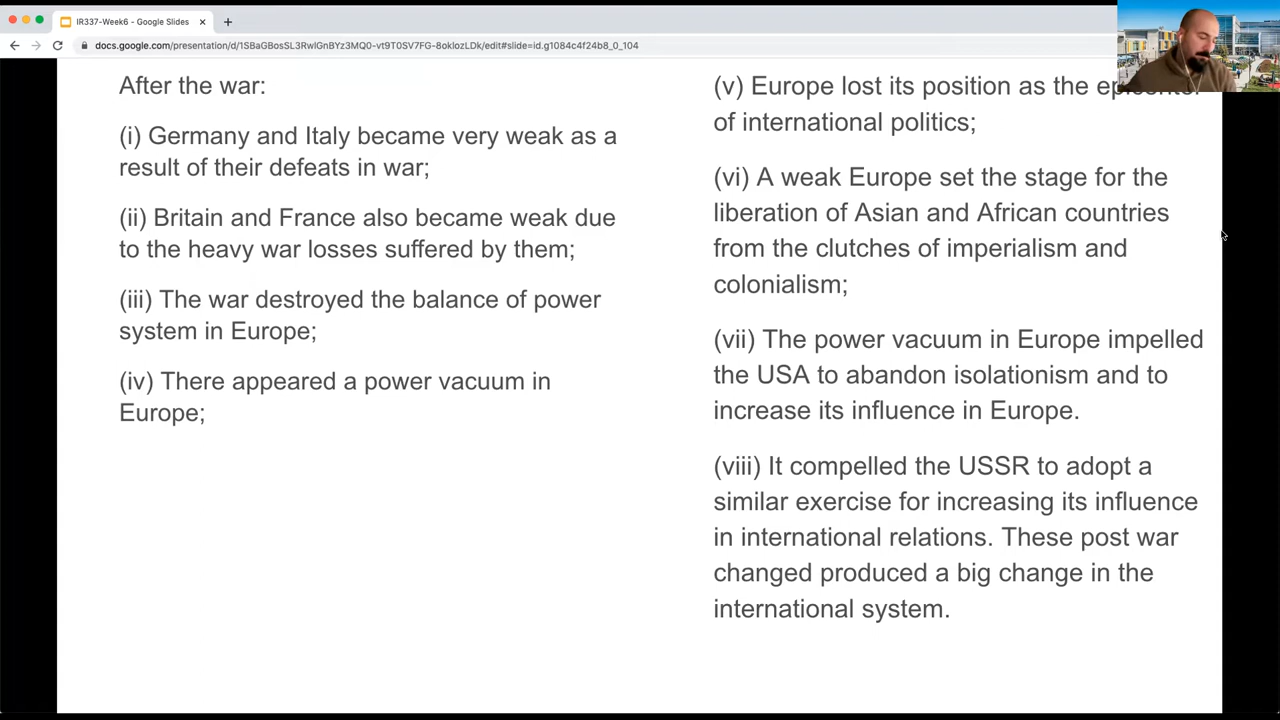 IR337-Week6 - Google Slides
docs.google.com/presentation/d/1SBaGBosSL3RwlGnBYz3MQ0-vt9T0SV7FG-8oklozLDk/edit#slide=id.g1084c4f24b8_0_104
After the war:
(i) Germany and Italy became very weak as a
result of their defeats in war;
(ii) Britain and France also became weak due
to the heavy war losses suffered by them;
(iii) The war destroyed the balance of power
system in Europe;
(iv) There appeared a power vacuum in
Europe;
(v) Europe lost its position as the epicenter
of international politics;
(vi) A weak Europe set the stage for the
liberation of Asian and African countries
from the clutches of imperialism and
colonialism;
(vii) The power vacuum in Europe impelled
the USA to abandon isolationism and to
increase its influence in Europe.
(viii) It compelled the USSR to adopt a
similar exercise for increasing its influence
in international relations. These post war
changed produced a big change in the
international system.